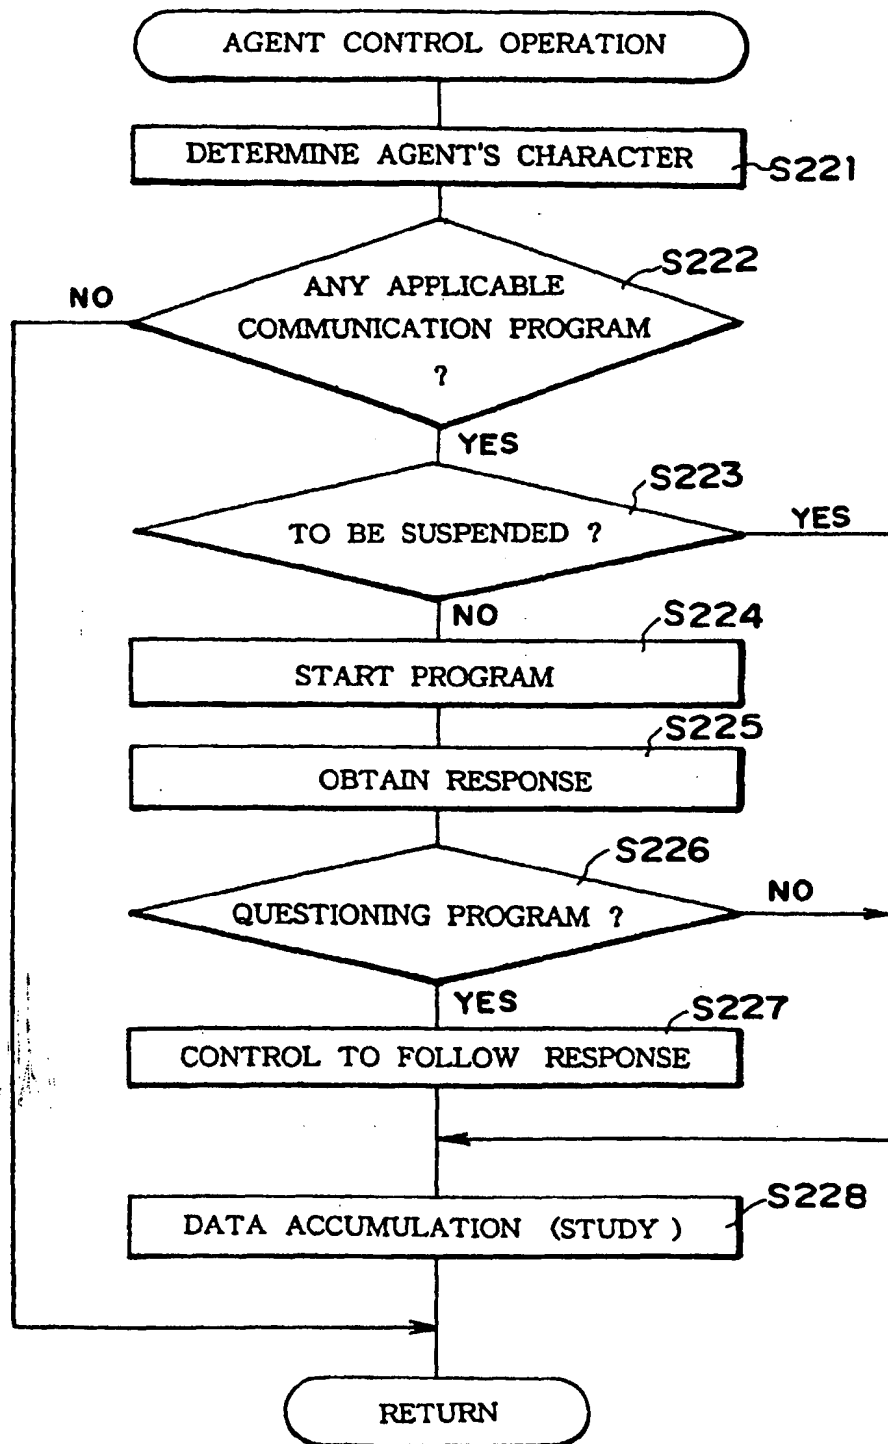 AGENT CONTROL OPERATION
DETERMINE AGENT'S CHARACTER
S221
S222
NO
ANY APPLICABLE
COMMUNICATION PROGRAM
?
YES
S223
TO BE SUSPENDED ?
YES
NO
S224
START PROGRAM
S225
OBTAIN RESPONSE
S226
QUESTIONING PROGRAM ?
NO
YES
S227
CONTROL TO FOLLOW RESPONSE
S228
DATA ACCUMULATION (STUDY )
RETURN